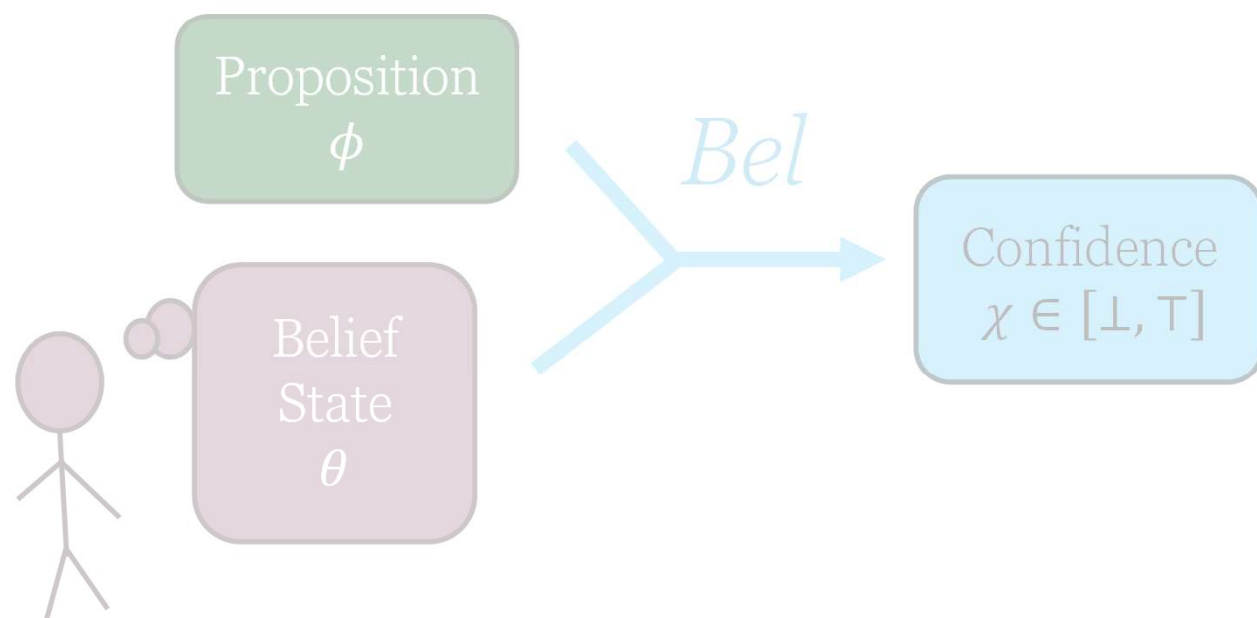 Proposition
ϕ
Bel
Confidence
χ ∈ [⊥, ⊤]
Belief
State
θ